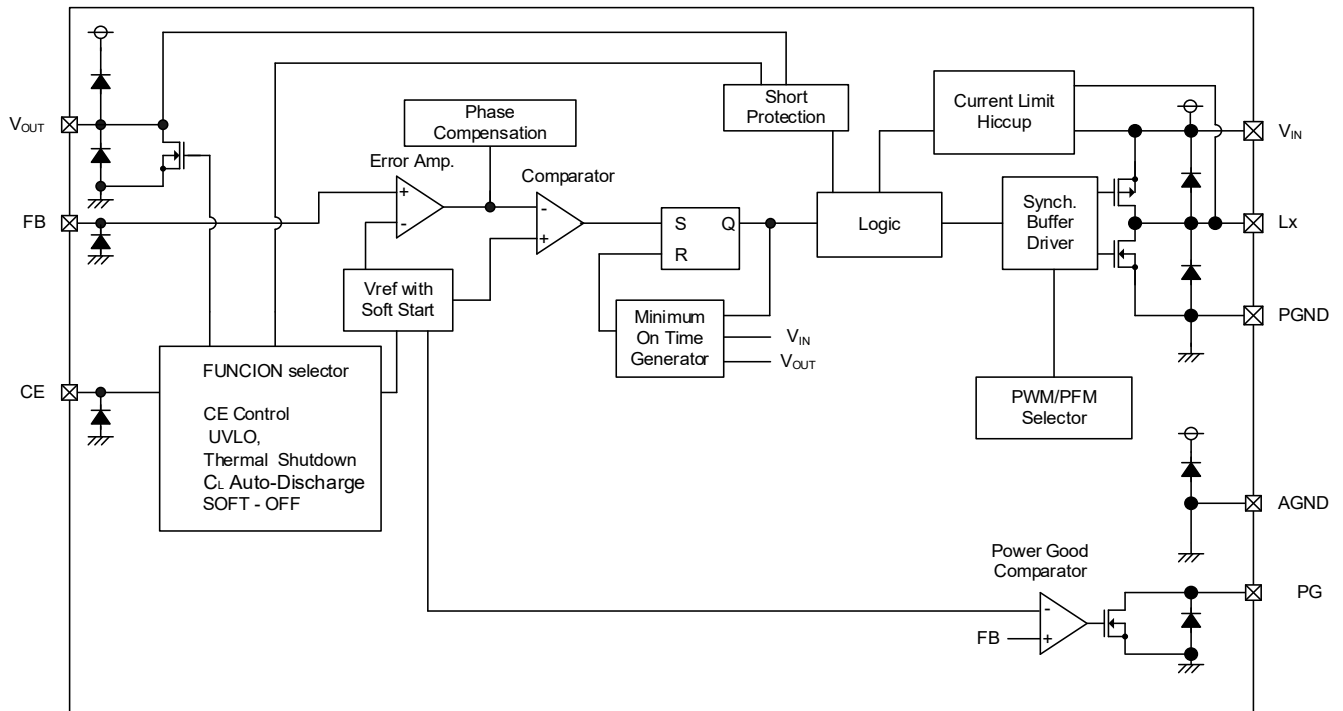 Short
Protection
Current Limit
Hiccup
Phase
Compensation
VOUT
VIN
Error Amp.
Comparator
+
-
-
+
FB
S
Q
R
Logic
Synch.
Buffer
Driver
Lx
Vref with
Soft Start
Minimum
On Time
Generator
VIN
VOUT
PGND
FUNCION selector
CE
CE Control
UVLO,
Thermal Shutdown
CL Auto-Discharge
SOFT - OFF
PWM/PFM
Selector
AGND
Power Good
Comparator
PG
-
FB
+